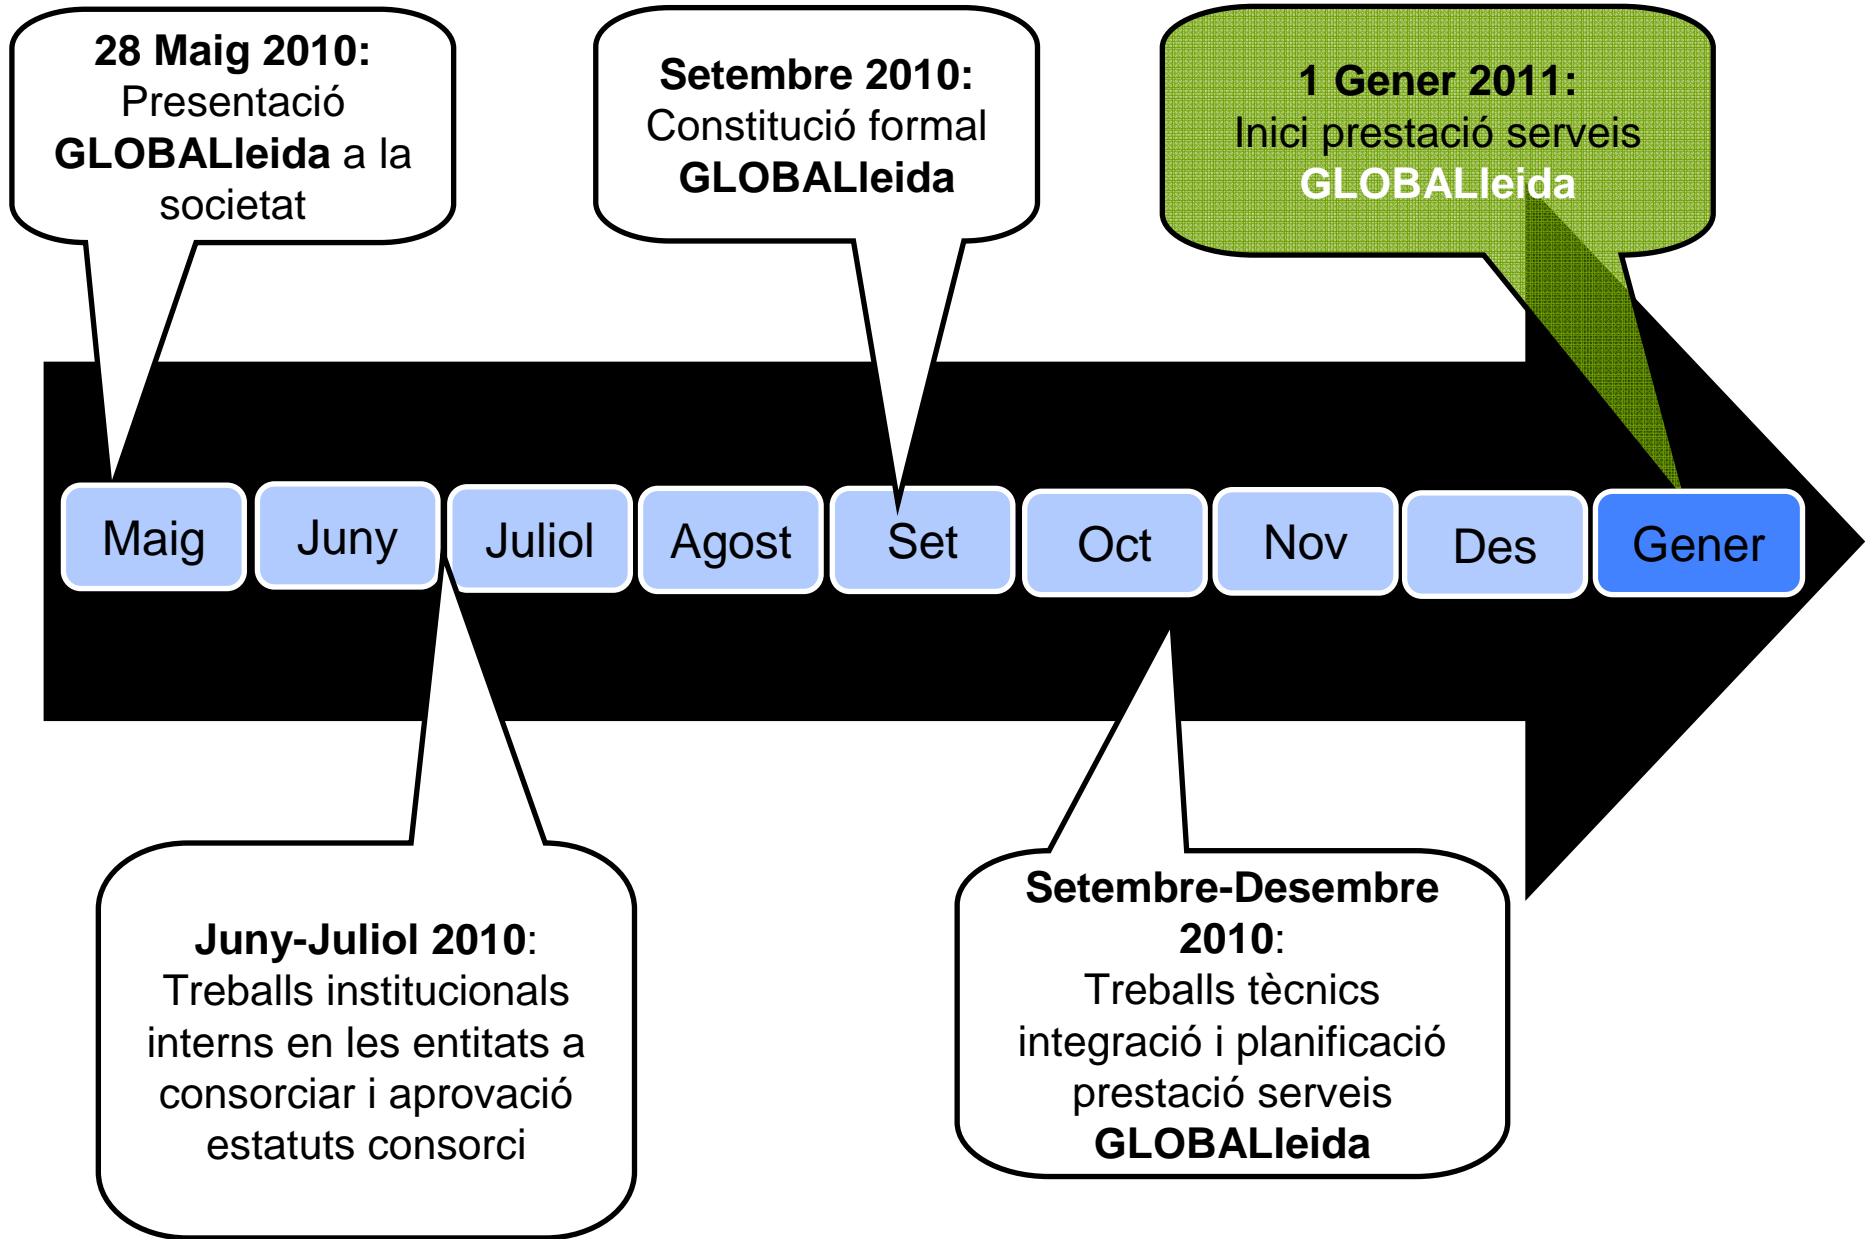 28 Maig 2010:
Presentació
GLOBALleida a la
societat
Setembre 2010:
Constitució formal
GLOBALleida
1 Gener 2011:
Inici prestació serveis
GLOBALleida
Maig
Juny
Juliol
Agost
Set
Oct
Nov
Des
Gener
Juny-Juliol 2010:
Treballs institucionals
interns en les entitats a
consorciar i aprovació
estatuts consorci
Setembre-Desembre
2010:
Treballs tècnics
integració i planificació
prestació serveis
GLOBALleida